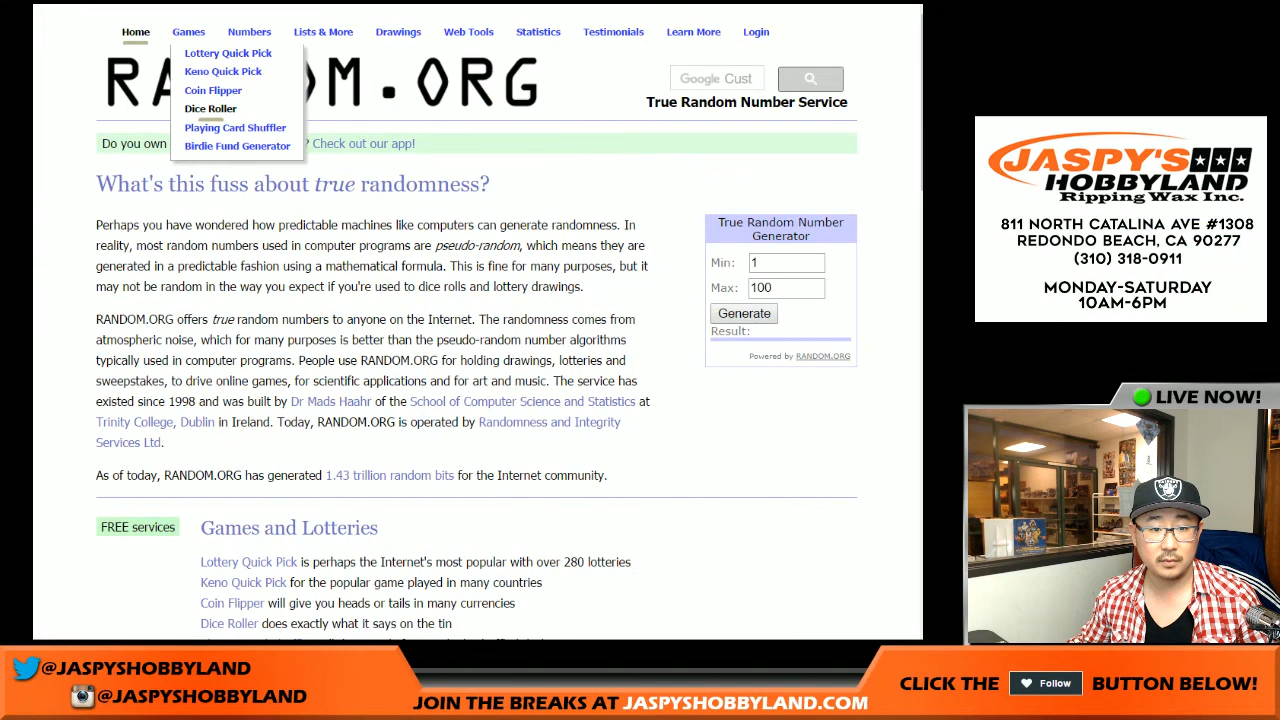 Home Games Numbers Lists & More Drawings Web Tools Statistics Testimonials Learn More Login
Lottery Quick Pick
Keno Quick Pick
Coin Flipper
Dice Roller
Playing Card Shuffler
Birdie Fund Generator
RA M.ORG
Google Cust
True Random Number Service
Do you own ? Check out our app!
What's this fuss about true randomness?
Perhaps you have wondered how predictable machines like computers can generate randomness. In
reality, most random numbers used in computer programs are pseudo-random, which means they are
generated in a predictable fashion using a mathematical formula. This is fine for many purposes, but it
may not be random in the way you expect if you're used to dice rolls and lottery drawings.
RANDOM.ORG offers true random numbers to anyone on the Internet. The randomness comes from
atmospheric noise, which for many purposes is better than the pseudo-random number algorithms
typically used in computer programs. People use RANDOM.ORG for holding drawings, lotteries and
sweepstakes, to drive online games, for scientific applications and for art and music. The service has
existed since 1998 and was built by Dr Mads Haahr of the School of Computer Science and Statistics at
Trinity College, Dublin in Ireland. Today, RANDOM.ORG is operated by Randomness and Integrity
Services Ltd.
As of today, RANDOM.ORG has generated 1.43 trillion random bits for the Internet community.
True Random Number
Generator
Min: 1
Max: 100
Generate
Result:
Powered by RANDOM.ORG
FREE services
Games and Lotteries
Lottery Quick Pick is perhaps the Internet's most popular with over 280 lotteries
Keno Quick Pick for the popular game played in many countries
Coin Flipper will give you heads or tails in many currencies
Dice Roller does exactly what it says on the tin
JASPY'S
HOBBYLAND
Ripping Wax Inc.
811 NORTH CATALINA AVE #1308
REDONDO BEACH, CA 90277
(310) 318-0911
MONDAY-SATURDAY
10AM-6PM
LIVE NOW!
RAIDERS
@JASPYSHOBBYLAND
@JASPYSHOBBYLAND
JOIN THE BREAKS AT JASPYSHOBBYLAND.COM
CLICK THE Follow BUTTON BELOW!